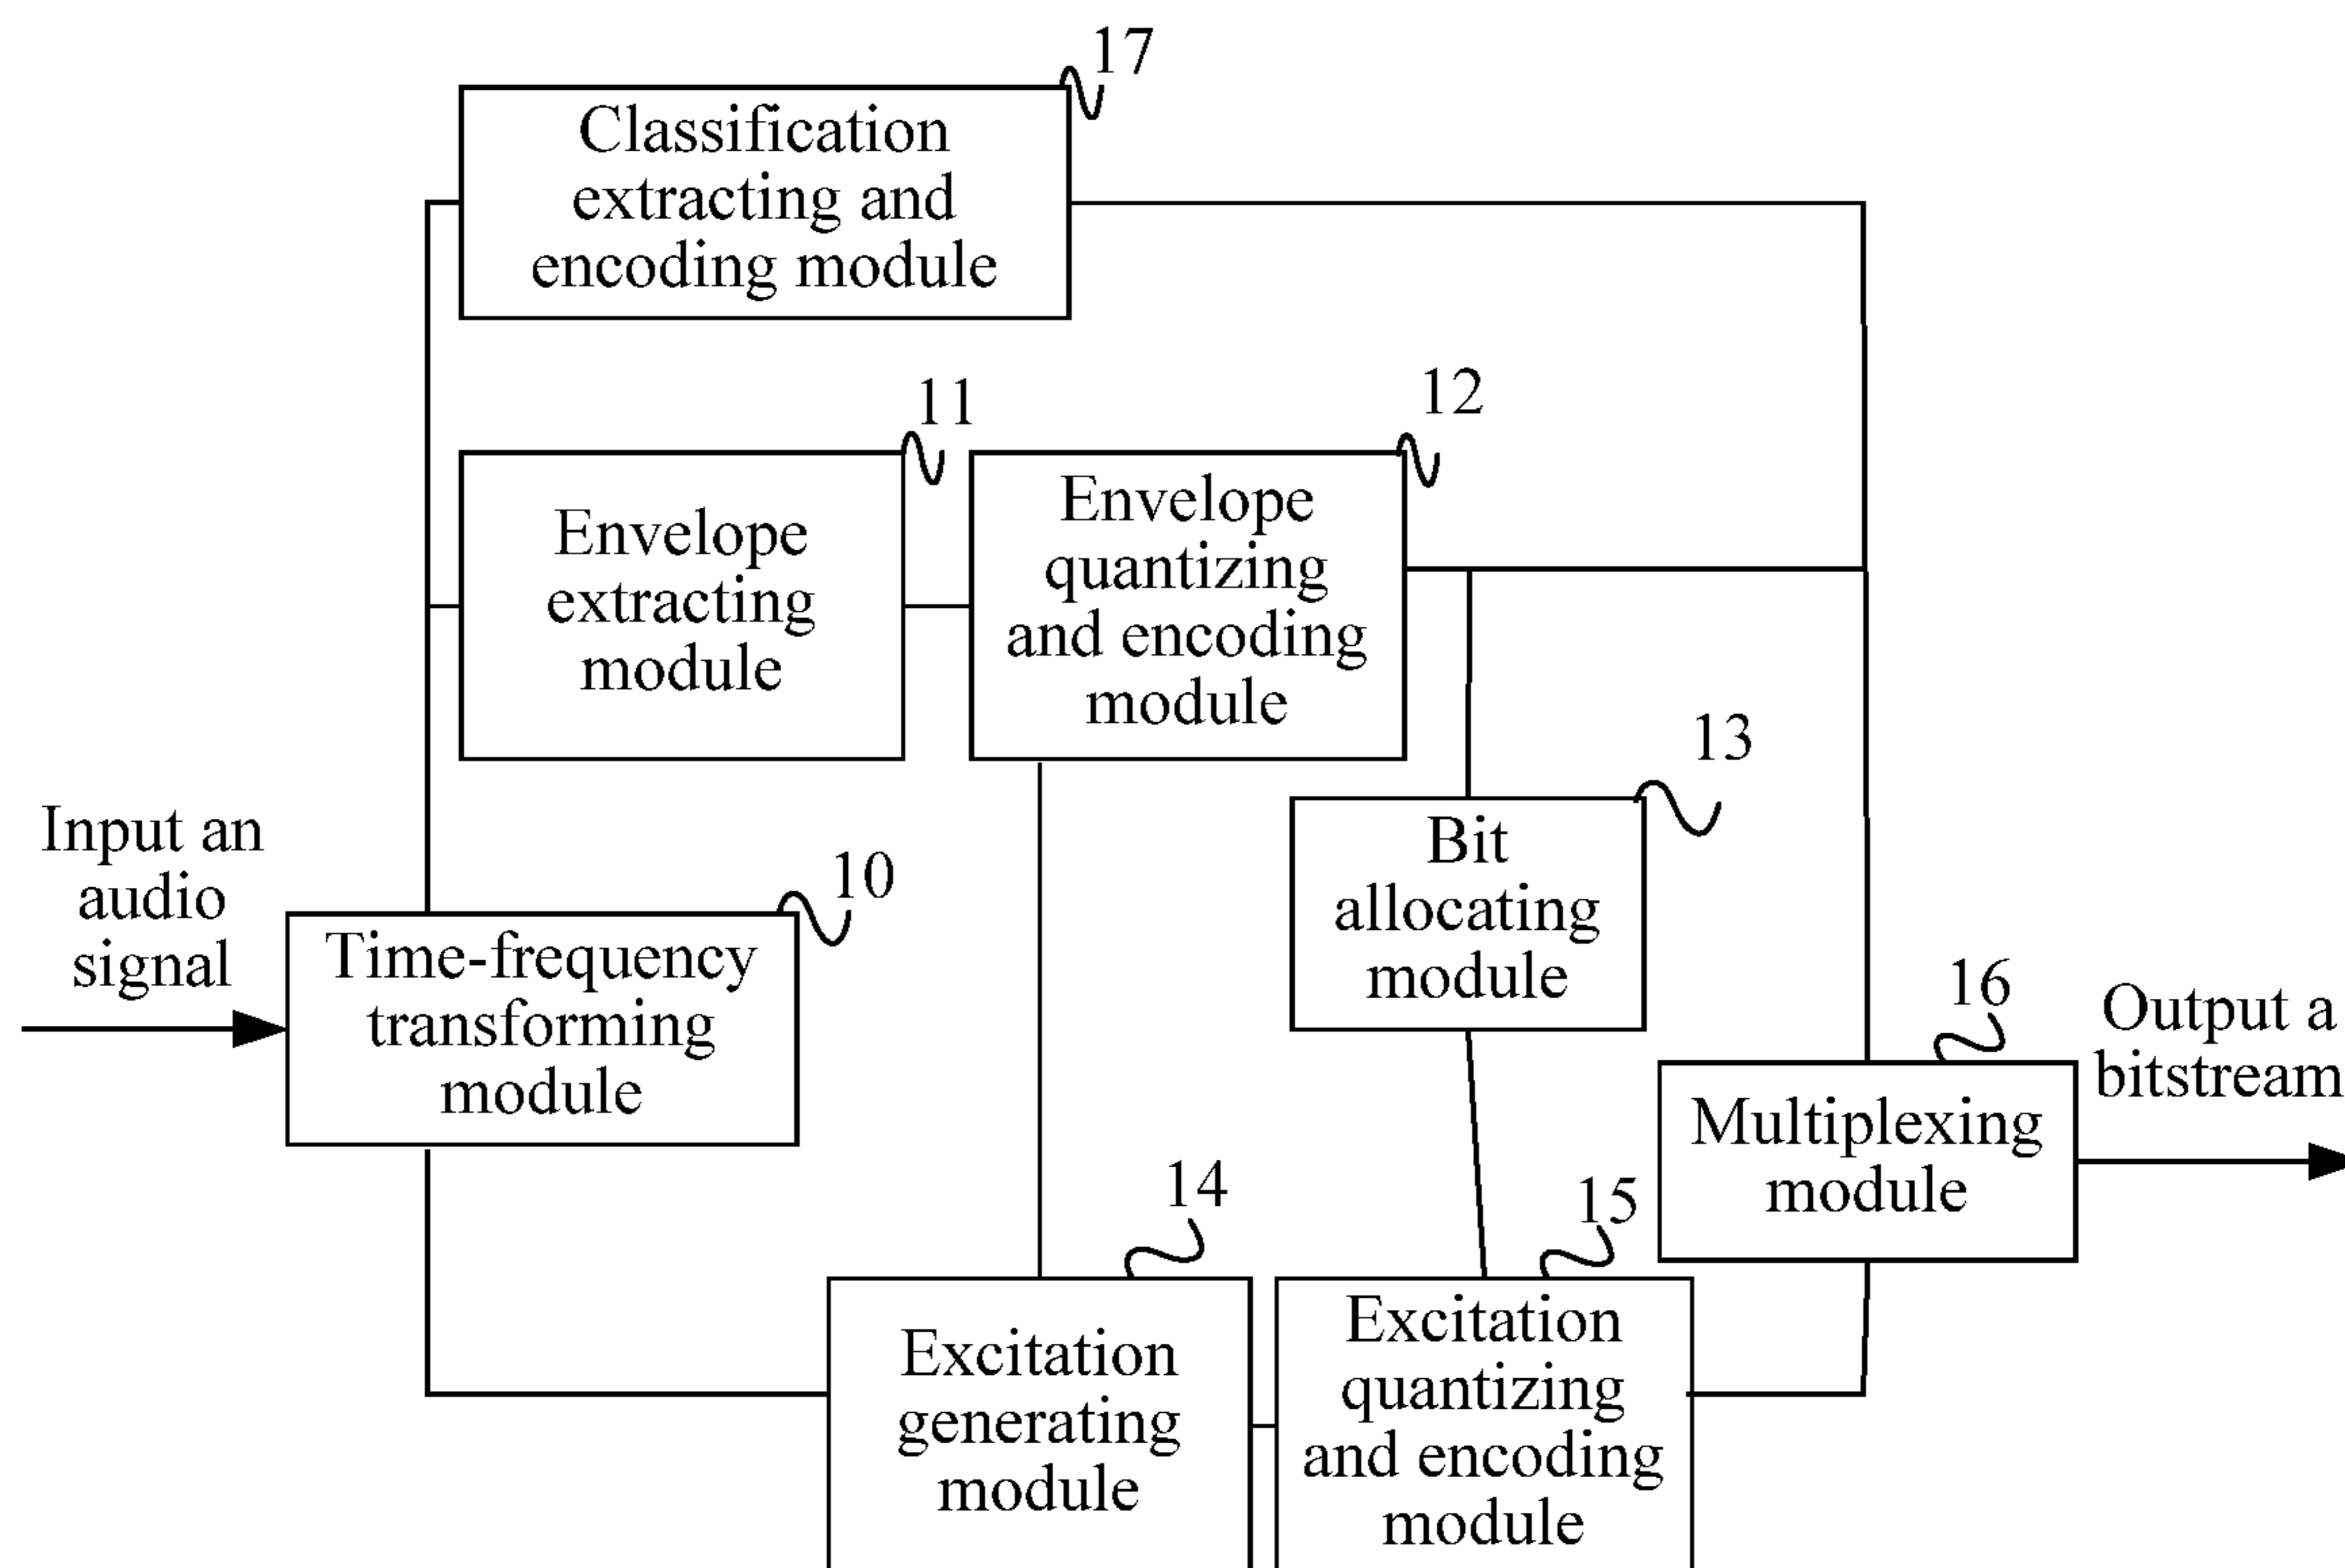 17
Classification
extracting and
encoding module
11
Envelope
extracting
module
12
Envelope
quantizing
and encoding
module
13
Bit
allocating
module
Input an
audio
signal
10
Time-frequency
transforming
module
16
Multiplexing
module
Output a
bitstream
14
Excitation
generating
module
15
Excitation
quantizing
and encoding
module